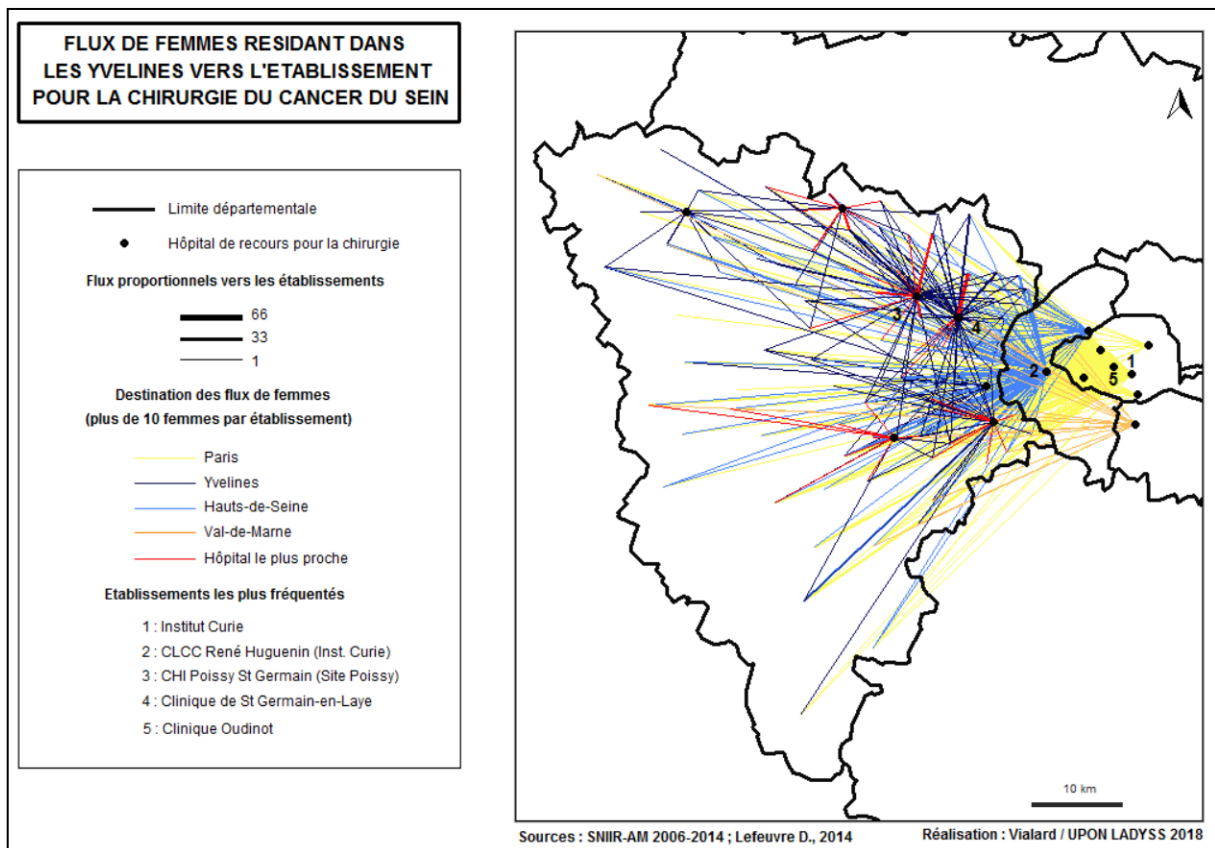 FLUX DE FEMMES RESIDANT DANS
LES YVELINES VERS L'ETABLISSEMENT
POUR LA CHIRURGIE DU CANCER DU SEIN
Limite départementale
Hôpital de recours pour la chirurgie
Flux proportionnels vers les établissements
66
33
1
Destination des flux de femmes
(plus de 10 femmes par établissement)
Paris
Yvelines
Hauts-de-Seine
Val-de-Marne
Hôpital le plus proche
Etablissements les plus fréquentés
1 : Institut Curie
2 : CLCC René Huguenin (Inst. Curie)
3 : CHI Poissy St Germain (Site Poissy)
4 : Clinique de St Germain-en-Laye
5 : Clinique Oudinot
3
4
2
1
5
10 km
Sources : SNIIR-AM 2006-2014 ; Lefeuvre D., 2014
Réalisation : Vialard / UPON LADYSS 2018